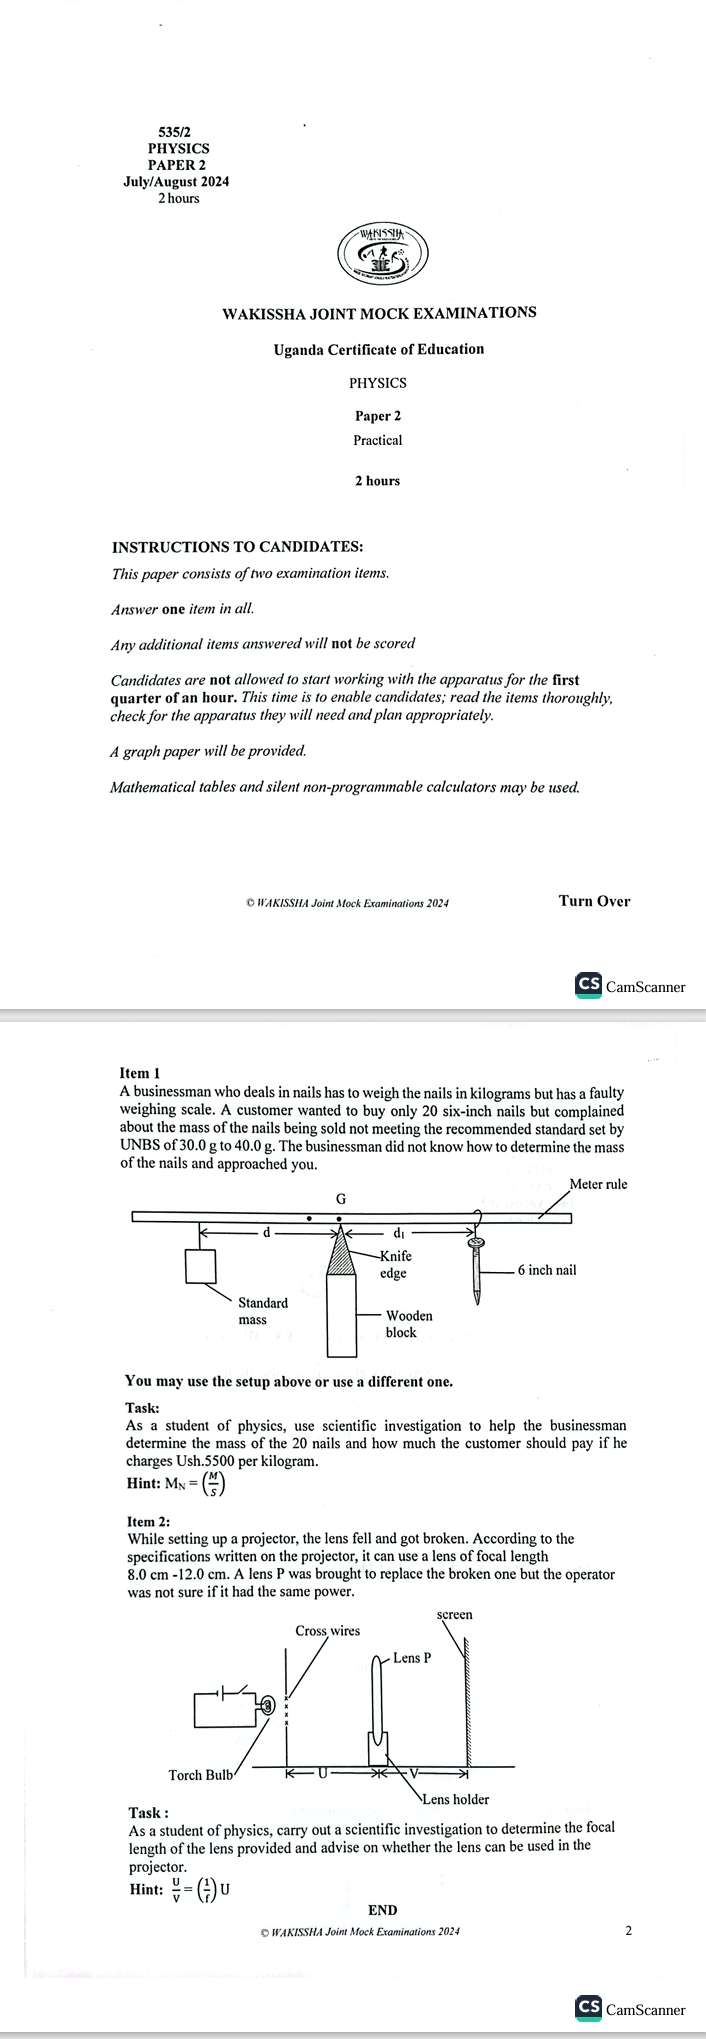 535/2
PHYSICS
PAPER 2
July/August 2024
2 hours
WAKISSHA
WAKISSHA JOINT MOCK EXAMINATIONS
Uganda Certificate of Education
PHYSICS
Paper 2
Practical
2 hours
INSTRUCTIONS TO CANDIDATES:
This paper consists of two examination items.
Answer one item in all.
Any additional items answered will not be scored
Candidates are not allowed to start working with the apparatus for the first
quarter of an hour. This time is to enable candidates; read the items thoroughly,
check for the apparatus they will need and plan appropriately.
A graph paper will be provided.
Mathematical tables and silent non-programmable calculators may be used.
© WAKISSHA Joint Mock Examinations 2024
Turn Over
CS CamScanner
Item 1
A businessman who deals in nails has to weigh the nails in kilograms but has a faulty
weighing scale. A customer wanted to buy only 20 six-inch nails but complained
about the mass of the nails being sold not meeting the recommended standard set by
UNBS of 30.0 g to 40.0 g. The businessman did not know how to determine the mass
of the nails and approached you.
Meter rule
G
d
d₁
Knife
edge
6 inch nail
Standard
mass
Wooden
block
You may use the setup above or use a different one.
Task:
As a student of physics, use scientific investigation to help the businessman
determine the mass of the 20 nails and how much the customer should pay if he
charges Ush.5500 per kilogram.
Hint: M_N = (M/S)
Item 2:
While setting up a projector, the lens fell and got broken. According to the
specifications written on the projector, it can use a lens of focal length
8.0 cm -12.0 cm. A lens P was brought to replace the broken one but the operator
was not sure if it had the same power.
screen
Cross wires
Lens P
Torch Bulb
U
V
Lens holder
Task :
As a student of physics, carry out a scientific investigation to determine the focal
length of the lens provided and advise on whether the lens can be used in the
projector.
Hint: U/V = (1/f) U
END
© WAKISSHA Joint Mock Examinations 2024
2
CS CamScanner